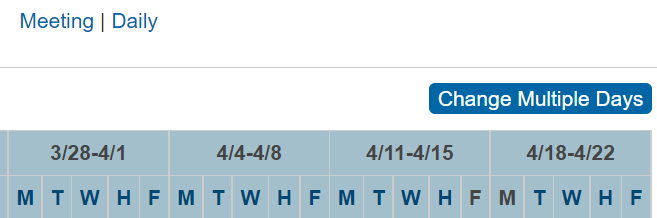 Meeting | Daily
Change Multiple Days
3/28-4/1 4/4-4/8 4/11-4/15 4/18-4/22
M T W H F M T W H F M T W H F M T W H F